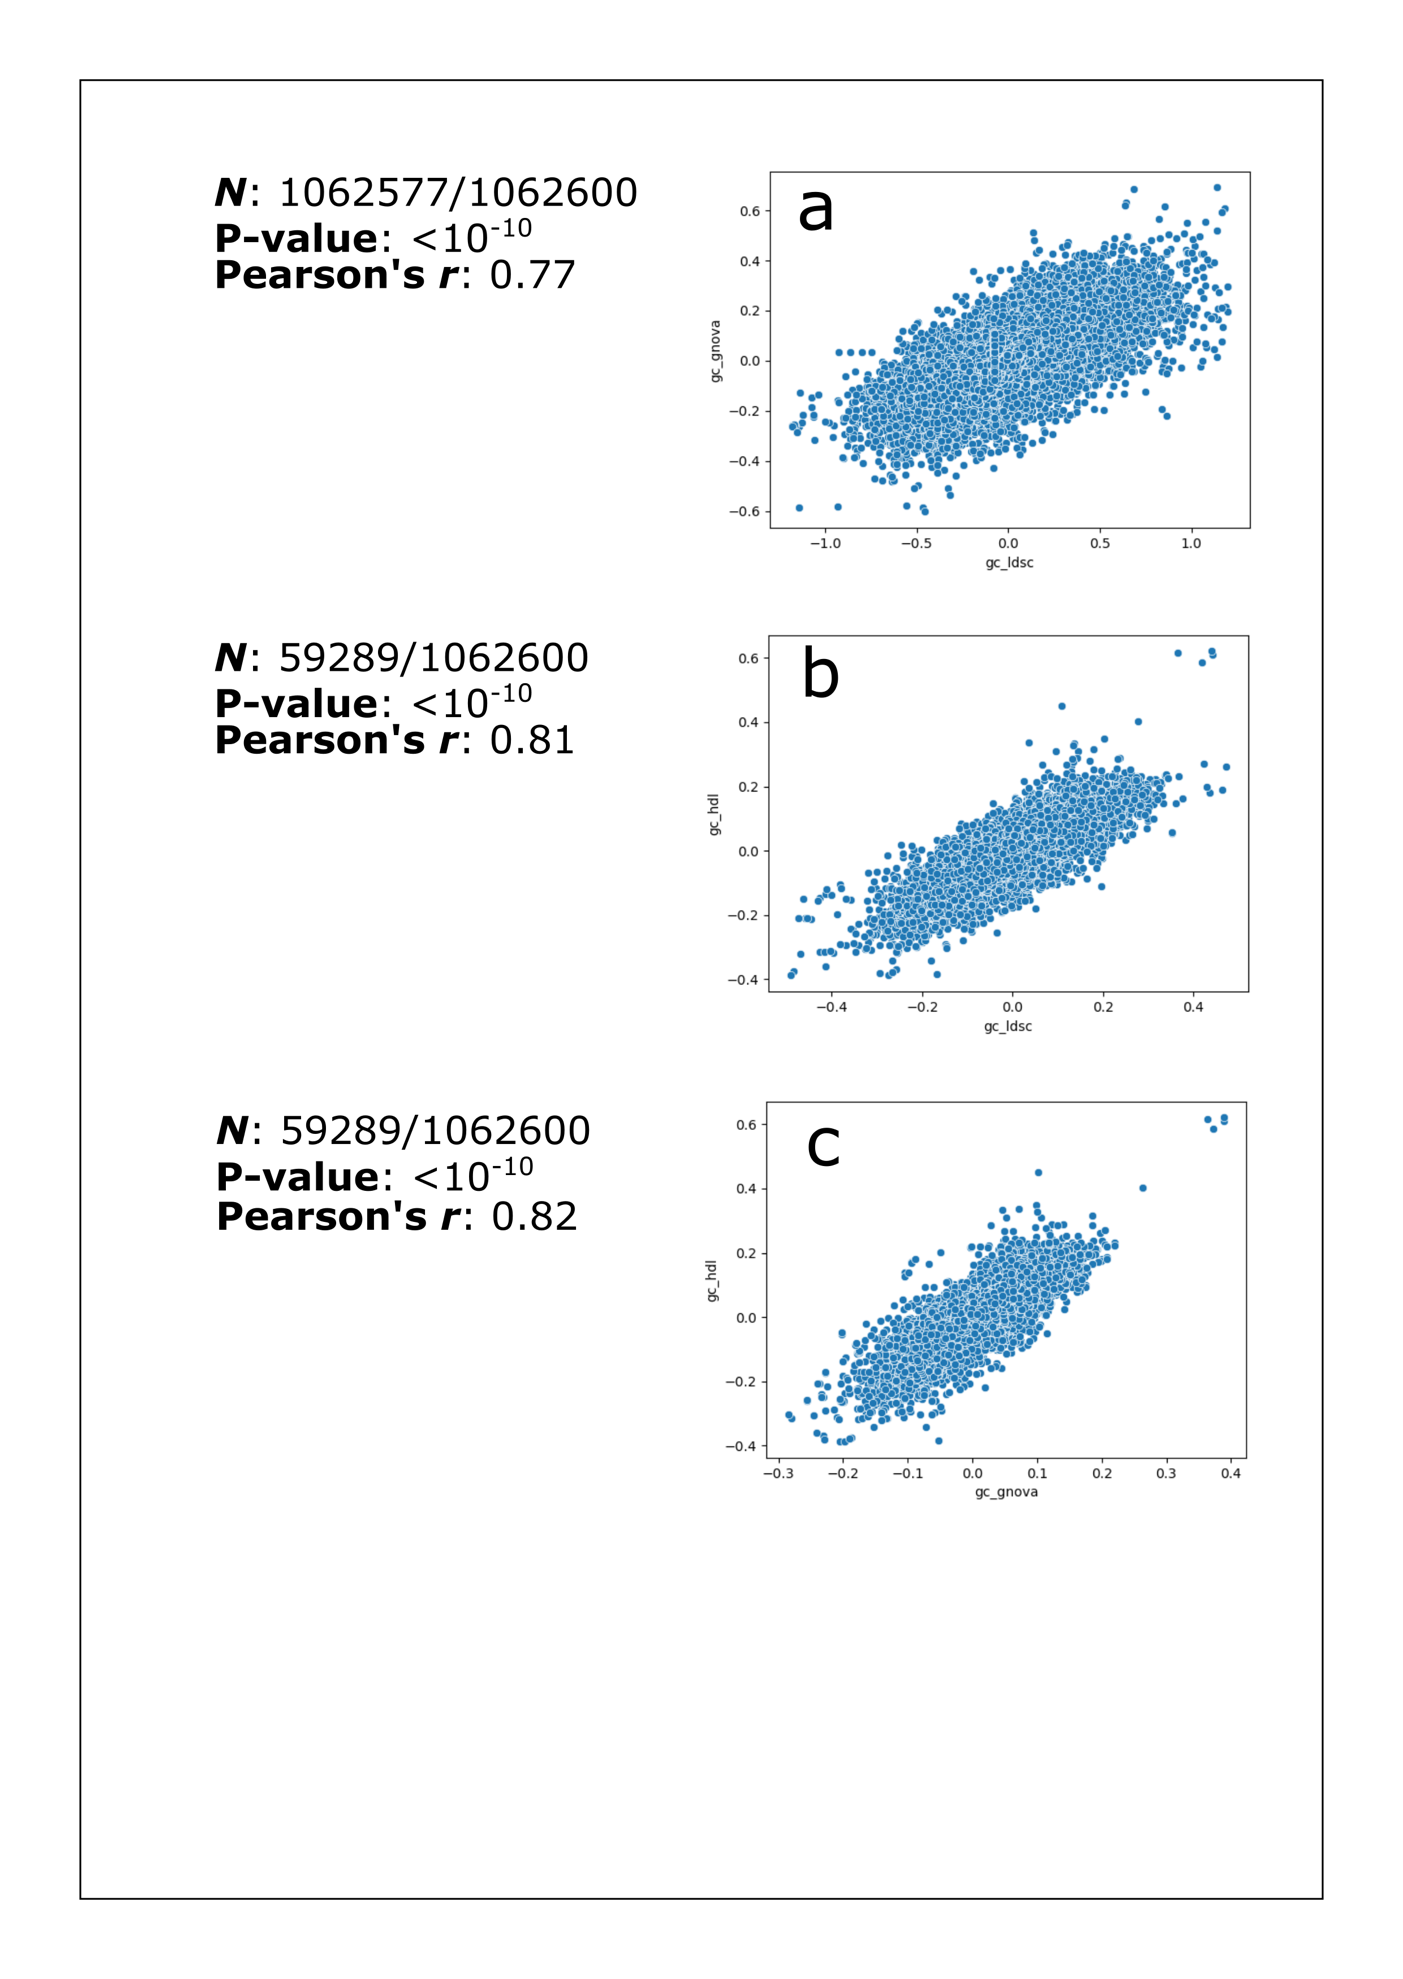 N: 1062577/1062600
P-value: <10-10
Pearson's r: 0.77
a
0.6
0.4
0.2
0.0
−0.2
−0.4
−0.6
gc_gnova
−1.0 −0.5 0.0 0.5 1.0
gc_ldsc
N: 59289/1062600
P-value: <10-10
Pearson's r: 0.81
b
0.6
0.4
0.2
0.0
−0.2
−0.4
gc_hdl
−0.4 −0.2 0.0 0.2 0.4
gc_ldsc
N: 59289/1062600
P-value: <10-10
Pearson's r: 0.82
c
0.6
0.4
0.2
0.0
−0.2
−0.4
gc_hdl
−0.3 −0.2 −0.1 0.0 0.1 0.2 0.3 0.4
gc_gnova